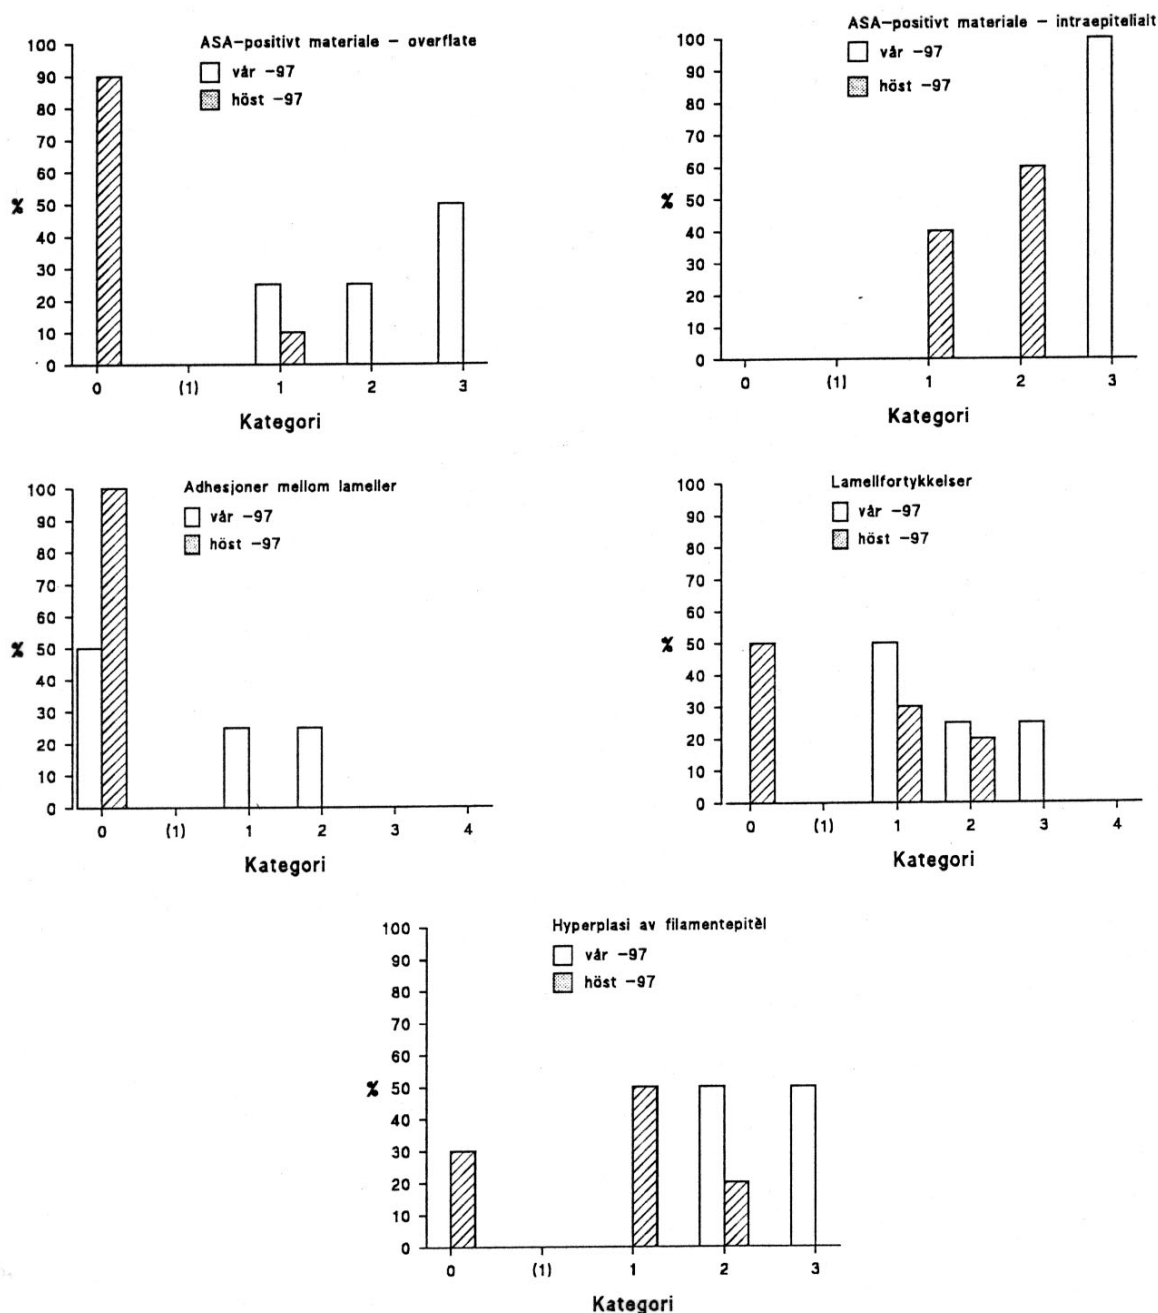 ASA-positivt materiale - overflate
vår -97
höst -97
100
90
80
70
60
50
40
30
20
10
0
%
0 (1) 1 2 3
Kategori
ASA-positivt materiale - intraepitelialt
vår -97
höst -97
100
90
80
70
60
50
40
30
20
10
0
%
0 (1) 1 2 3
Kategori
Adhesjoner mellom lameller
vår -97
höst -97
100
90
80
70
60
50
40
30
20
10
0
%
0 (1) 1 2 3 4
Kategori
Lamellfortykkelser
vår -97
höst -97
100
90
80
70
60
50
40
30
20
10
0
%
0 (1) 1 2 3 4
Kategori
Hyperplasi av filamentepitèl
vår -97
höst -97
100
90
80
70
60
50
40
30
20
10
0
%
0 (1) 1 2 3
Kategori